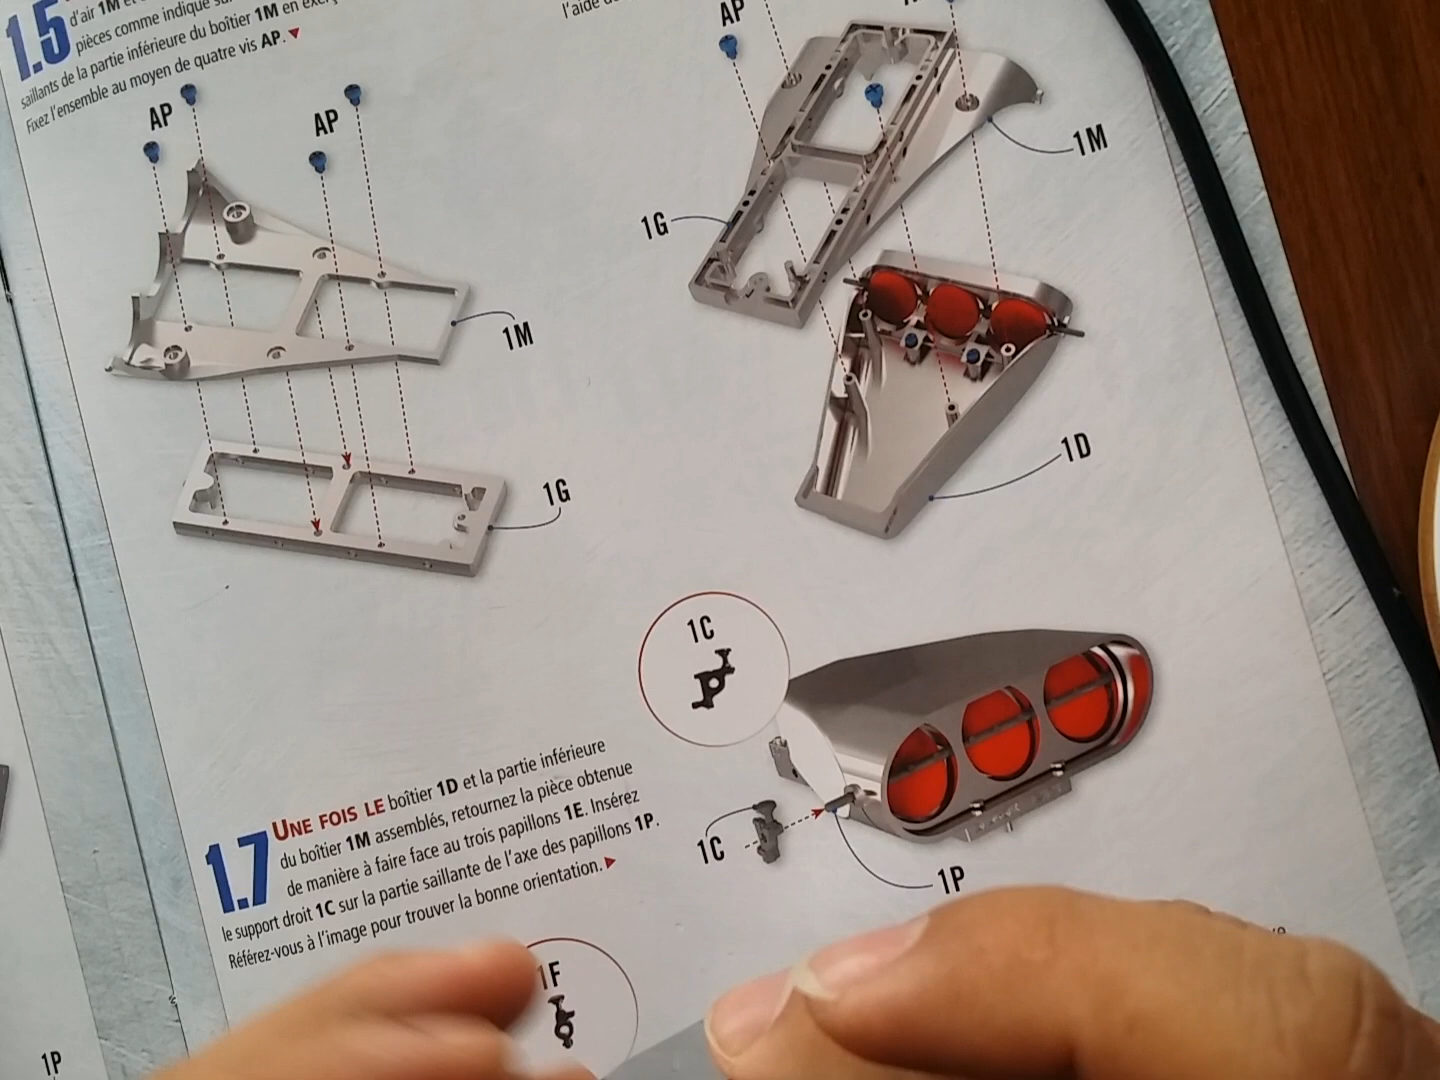 1.5
d'air 1M et
pièces comme indiqué
saillants de la partie inférieure du boîtier 1M en
Fixez l'ensemble au moyen de quatre vis AP.
AP
AP
1M
1G
l'aide
AP
1M
1G
1D
1C
1C
1P
1.7 UNE FOIS LE boîtier 1D et la partie inférieure
du boîtier 1M assemblés, retournez la pièce obtenue
de manière à faire face au trois papillons 1E. Insérez
le support droit 1C sur la partie saillante de l'axe des papillons 1P.
Référez-vous à l'image pour trouver la bonne orientation.
1F
1P